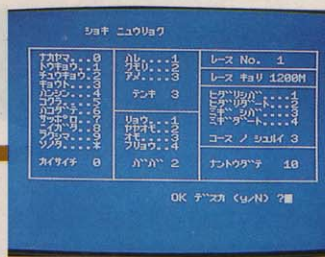 ショキ ニュウリョク
ナカヤマ...0
トウキョウ..1
チュウキョウ.2
キョウト...3
ハンシン...4
コクラ....5
ハコダテ...6
サッポロ...7
ニイガタ...8
フクシマ...9
ソノタ....*
カイサイチ 0
ハレ...1
クモリ..2
アメ...3
テンキ 3
リョウ...1
ヤヤオモ..2
オモ....3
フリョウ..4
ババ 2
レース No. 1
レース キョリ 1200M
ヒダリシバ...1
ヒダリダート..2
ミギシバ....3
ミギダート...4
コース ノ シュルイ 3
ナントウダテ 10
OK デスカ (y/N) ?